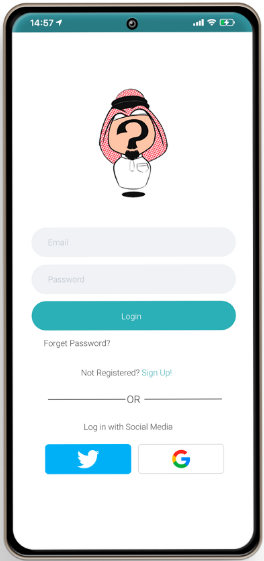 14:57
?
Email
Password
Login
Forget Password?
Not Registered? Sign Up!
OR
Log in with Social Media
G